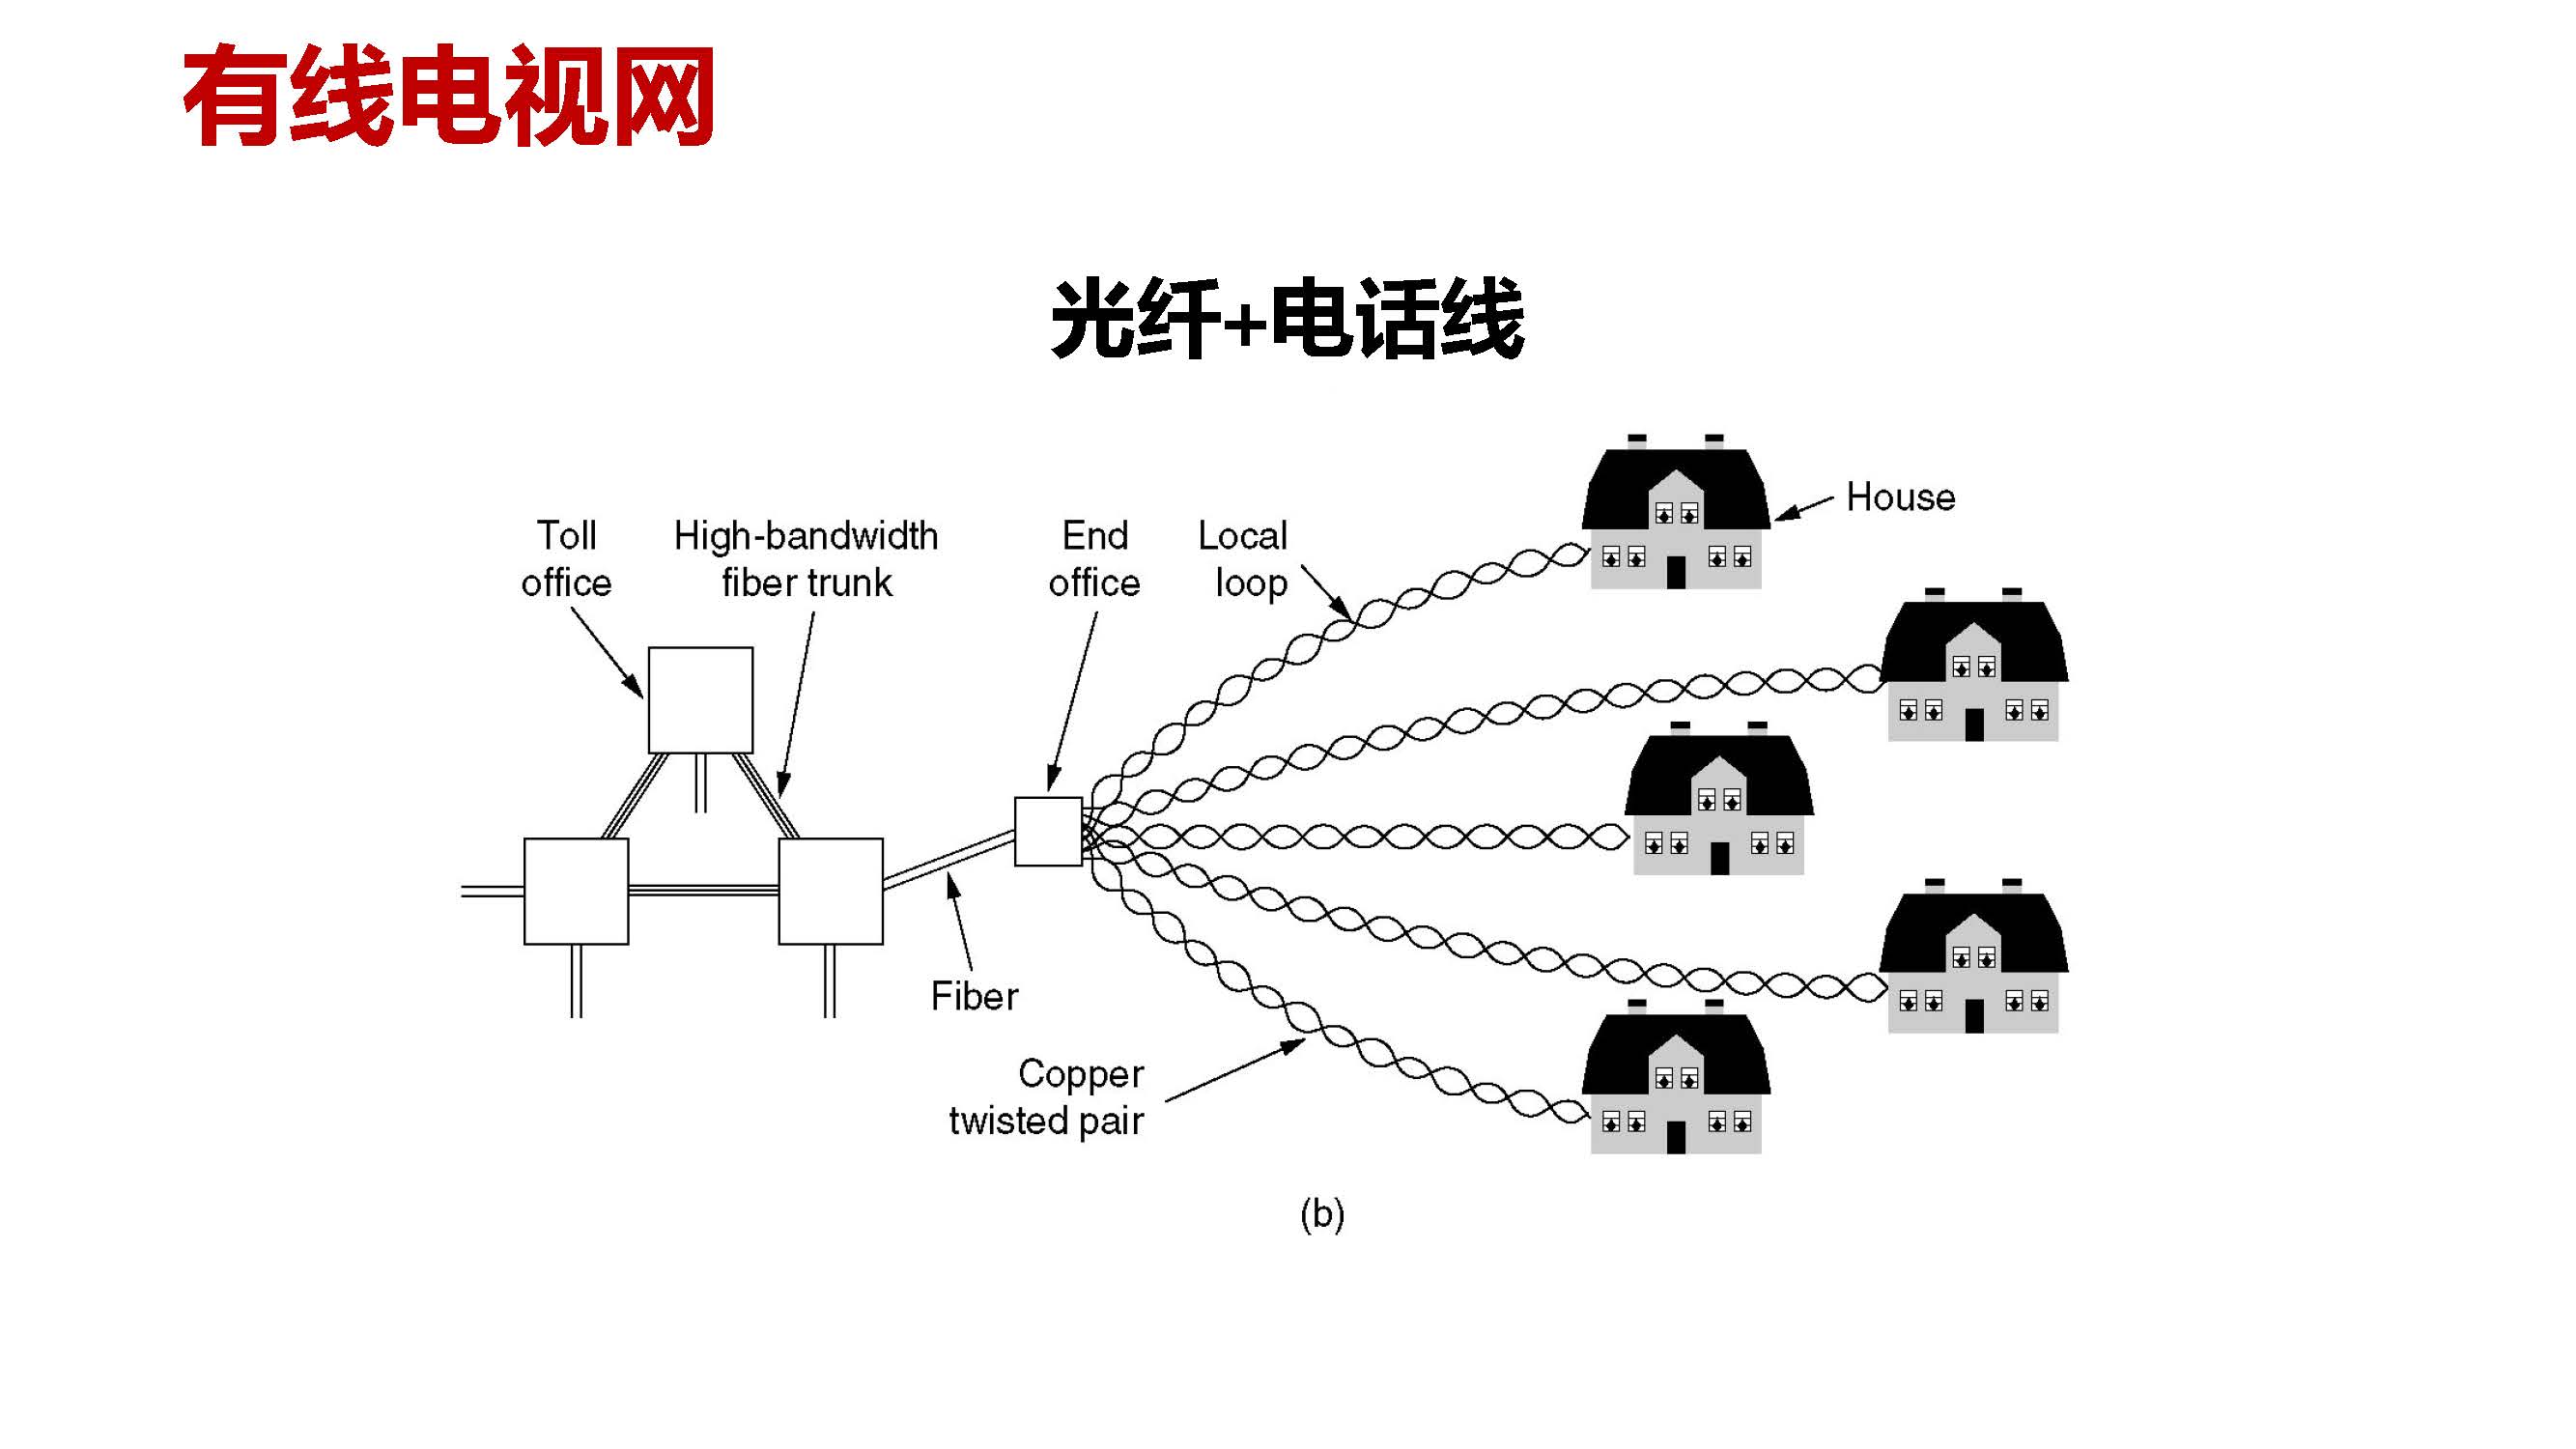 有线电视网
光纤+电话线
House
Toll
office
High-bandwidth
fiber trunk
End
office
Local
loop
Fiber
Copper
twisted pair
(b)